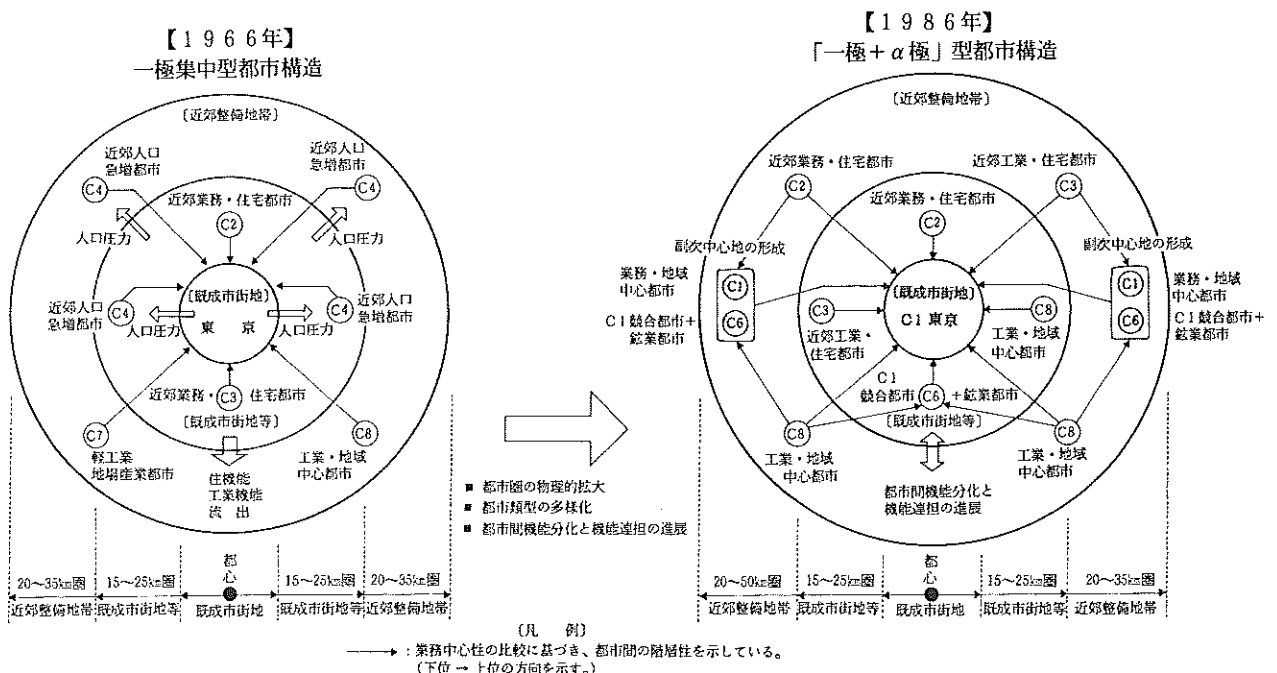 【1966年】
一極集中型都市構造
〔近郊整備地帯〕
近郊人口
急増都市
近郊人口
急増都市
C4
C4
近郊業務・住宅都市
C2
人口圧力
人口圧力
〔既成市街地〕
近郊人口
急増都市
C4
C4
近郊人口
急増都市
人口圧力
東 京
人口圧力
近郊業務・住宅都市
C3
〔既成市街地等〕
C7
軽工業
地場産業都市
C8
工業・地域
中心都市
住機能
工業機能
流出
都心
20〜35km圏
15〜25km圏
15〜25km圏
20〜35km圏
近郊整備地帯
既成市街地等
既成市街地
既成市街地等
近郊整備地帯
■ 都市圏の物理的拡大
■ 都市類型の多様化
■ 都市間機能分化と機能連担の進展
【1986年】
「一極+α極」型都市構造
〔近郊整備地帯〕
近郊業務・住宅都市
C2
近郊工業・住宅都市
C3
近郊業務・住宅都市
C2
副次中心地の形成
副次中心地の形成
業務・地域
中心都市
C1
C1競合都市+
鉱業都市
C6
C1
業務・地域
中心都市
C6
C1競合都市+
鉱業都市
〔既成市街地〕
C1東京
C3
近郊工業・
住宅都市
C8
工業・地域
中心都市
C1
競合都市
C6
+鉱業都市
〔既成市街地等〕
C8
工業・地域
中心都市
C8
工業・地域
中心都市
都市間機能分化と
機能連担の進展
都心
20〜50km圏
15〜25km圏
15〜25km圏
20〜35km圏
近郊整備地帯
既成市街地等
既成市街地
既成市街地等
近郊整備地帯
〔凡 例〕
→ : 業務中心性の比較に基づき、都市間の階層性を示している。
(下位 → 上位の方向を示す。)